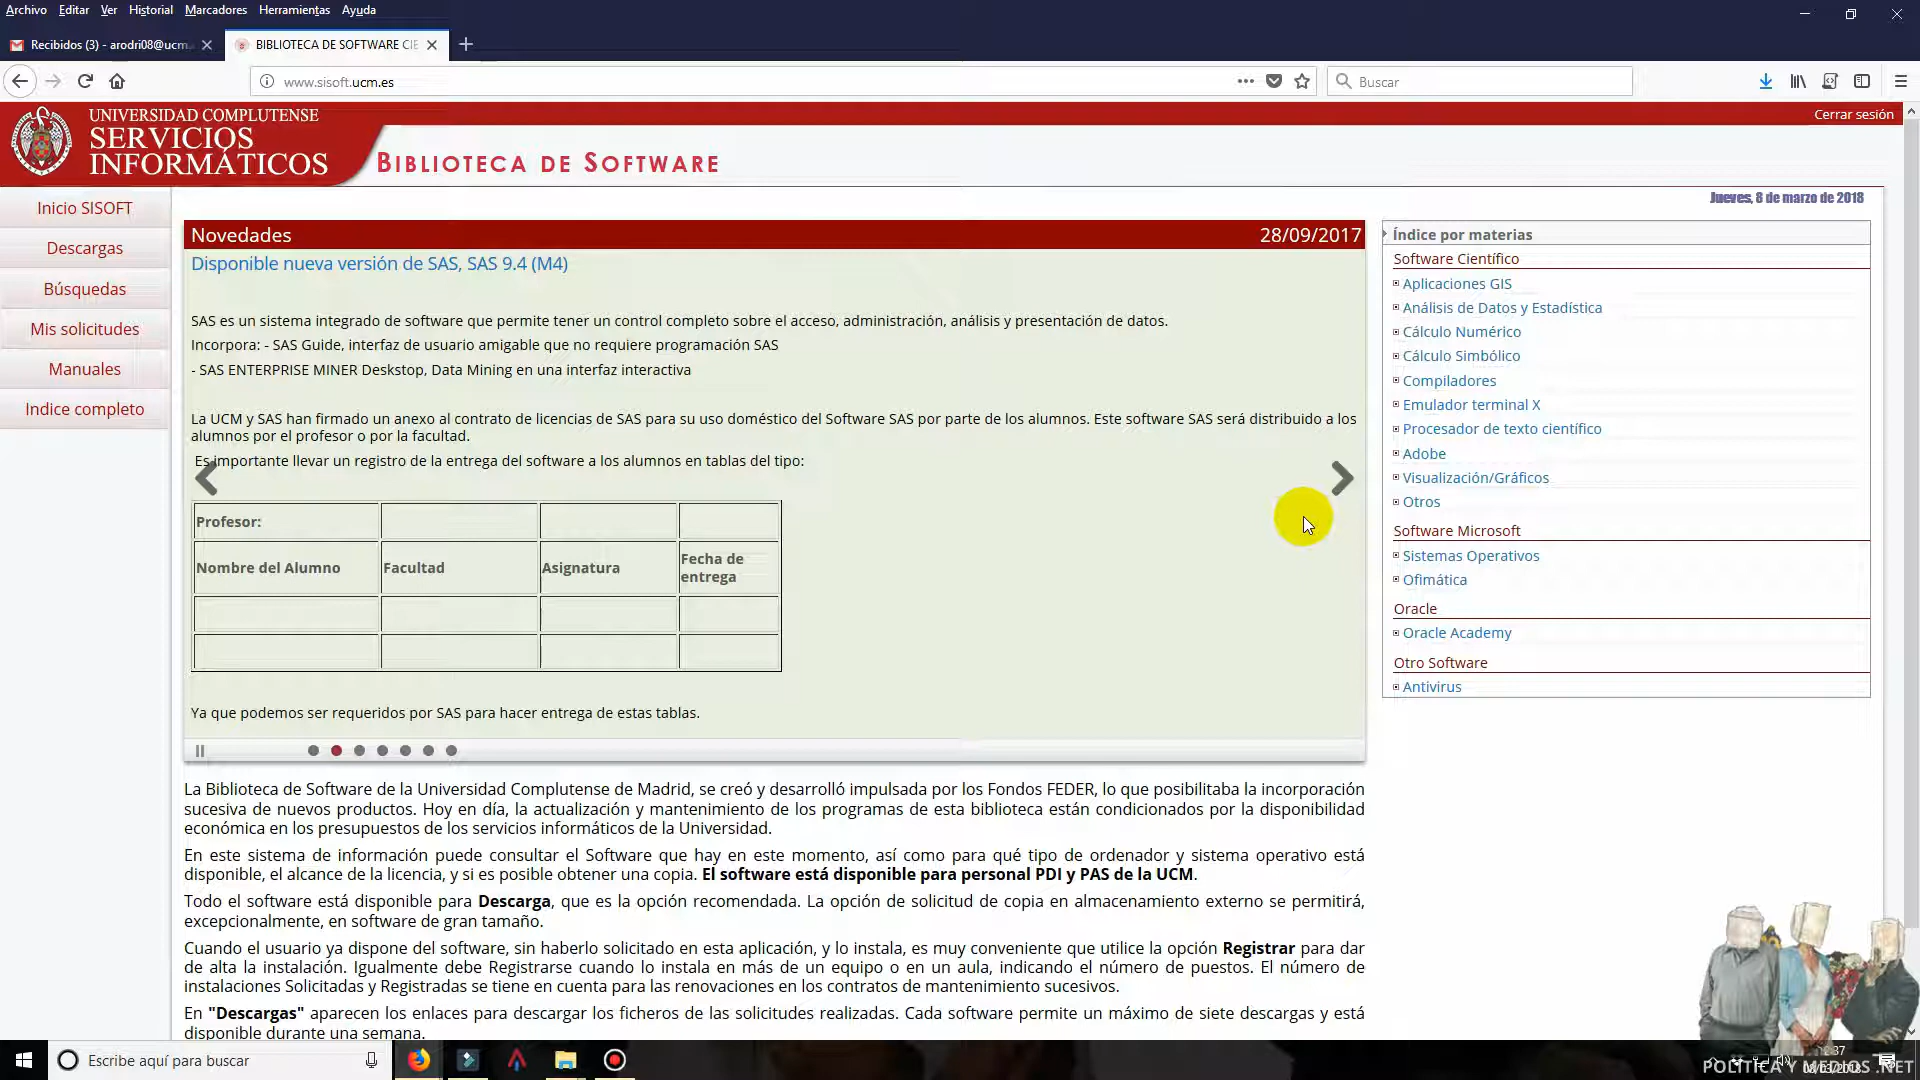 Archivo Editar Ver Historial Marcadores Herramientas Ayuda
Recibidos (3) - arodri08@ucm.
BIBLIOTECA DE SOFTWARE CIE
www.sisoft.ucm.es
Buscar
UNIVERSIDAD COMPLUTENSE
SERVICIOS
INFORMÁTICOS
BIBLIOTECA DE SOFTWARE
Cerrar sesión
Jueves, 8 de marzo de 2018
Inicio SISOFT
Descargas
Búsquedas
Mis solicitudes
Manuales
Indice completo
Novedades 28/09/2017
Disponible nueva versión de SAS, SAS 9.4 (M4)
SAS es un sistema integrado de software que permite tener un control completo sobre el acceso, administración, análisis y presentación de datos.
Incorpora: - SAS Guide, interfaz de usuario amigable que no requiere programación SAS
- SAS ENTERPRISE MINER Deskstop, Data Mining en una interfaz interactiva
La UCM y SAS han firmado un anexo al contrato de licencias de SAS para su uso doméstico del Software SAS por parte de los alumnos. Este software SAS será distribuido a los
alumnos por el profesor o por la facultad.
Es importante llevar un registro de la entrega del software a los alumnos en tablas del tipo:
Profesor:
Nombre del Alumno Facultad Asignatura Fecha de
entrega
Ya que podemos ser requeridos por SAS para hacer entrega de estas tablas.
Índice por materias
Software Científico
Aplicaciones GIS
Análisis de Datos y Estadística
Cálculo Numérico
Cálculo Simbólico
Compiladores
Emulador terminal X
Procesador de texto científico
Adobe
Visualización/Gráficos
Otros
Software Microsoft
Sistemas Operativos
Ofimática
Oracle
Oracle Academy
Otro Software
Antivirus
La Biblioteca de Software de la Universidad Complutense de Madrid, se creó y desarrolló impulsada por los Fondos FEDER, lo que posibilitaba la incorporación
sucesiva de nuevos productos. Hoy en día, la actualización y mantenimiento de los programas de esta biblioteca están condicionados por la disponibilidad
económica en los presupuestos de los servicios informáticos de la Universidad.
En este sistema de información puede consultar el Software que hay en este momento, así como para qué tipo de ordenador y sistema operativo está
disponible, el alcance de la licencia, y si es posible obtener una copia. El software está disponible para personal PDI y PAS de la UCM.
Todo el software está disponible para Descarga, que es la opción recomendada. La opción de solicitud de copia en almacenamiento externo se permitirá,
excepcionalmente, en software de gran tamaño.
Cuando el usuario ya dispone del software, sin haberlo solicitado en esta aplicación, y lo instala, es muy conveniente que utilice la opción Registrar para dar
de alta la instalación. Igualmente debe Registrarse cuando lo instala en más de un equipo o en un aula, indicando el número de puestos. El número de
instalaciones Solicitadas y Registradas se tiene en cuenta para las renovaciones en los contratos de mantenimiento sucesivos.
En "Descargas" aparecen los enlaces para descargar los ficheros de las solicitudes realizadas. Cada software permite un máximo de siete descargas y está
disponible durante una semana.
Escribe aquí para buscar
POLÍTICA Y MEDIOS .NET